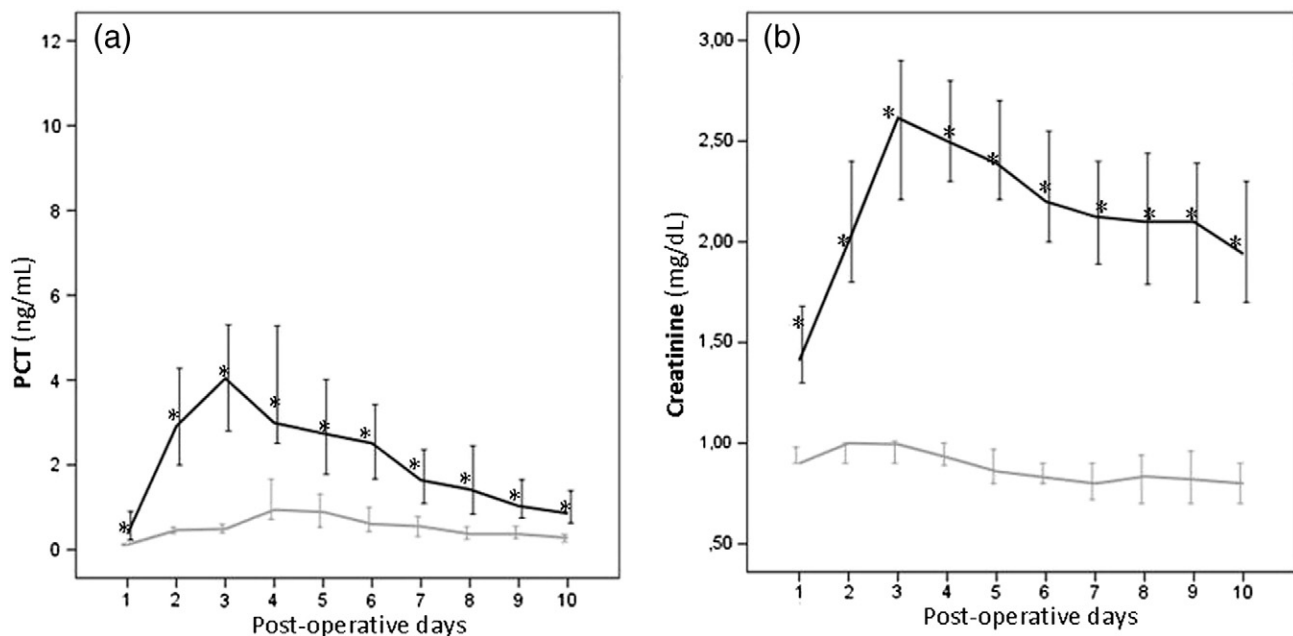 (a)
PCT (ng/mL)
12
10
8
6
4
2
0
* * * * * * * * * *
1 2 3 4 5 6 7 8 9 10
Post-operative days
(b)
Creatinine (mg/dL)
3,00
2,50
2,00
1,50
1,00
,50
* * * * * * * * * *
1 2 3 4 5 6 7 8 9 10
Post-operative days